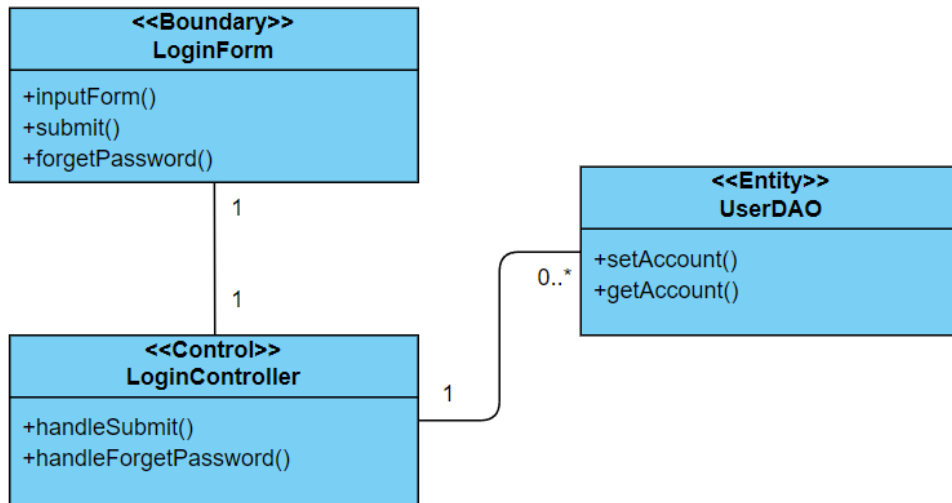 <<Boundary>>
LoginForm
+inputForm()
+submit()
+forgetPassword()
1
1
<<Control>>
LoginController
+handleSubmit()
+handleForgetPassword()
1
0..*
<<Entity>>
UserDAO
+setAccount()
+getAccount()